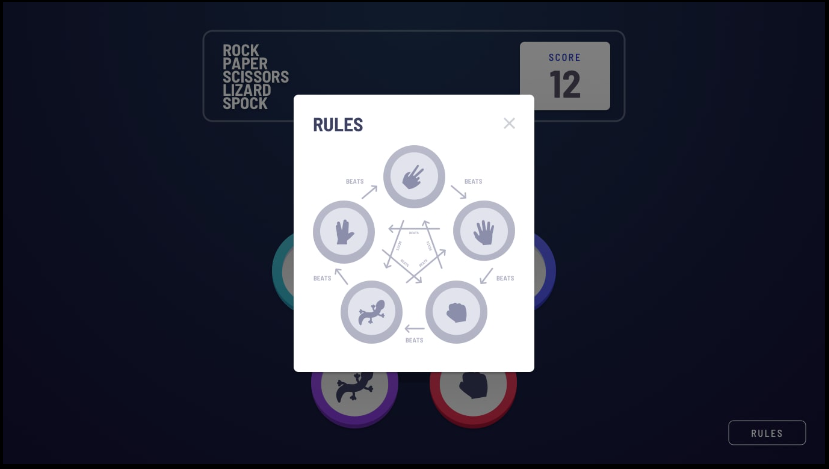 ROCK
PAPER
SCISSORS
LIZARD
SPOCK
SCORE
12
RULES
BEATS
BEATS
BEATS
BEATS
BEATS
RULES